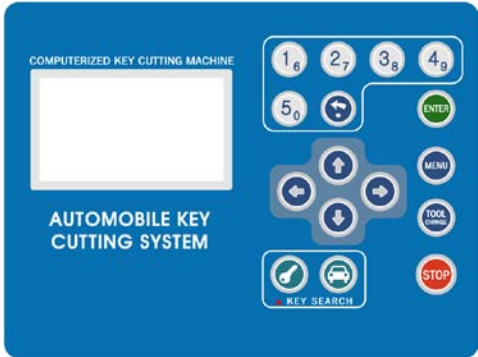 COMPUTERIZED KEY CUTTING MACHINE
AUTOMOBILE KEY
CUTTING SYSTEM
1 6 2 7 3 8 4 9
5 0
ENTER
MENU
TOOL
CHANGE
STOP
KEY SEARCH